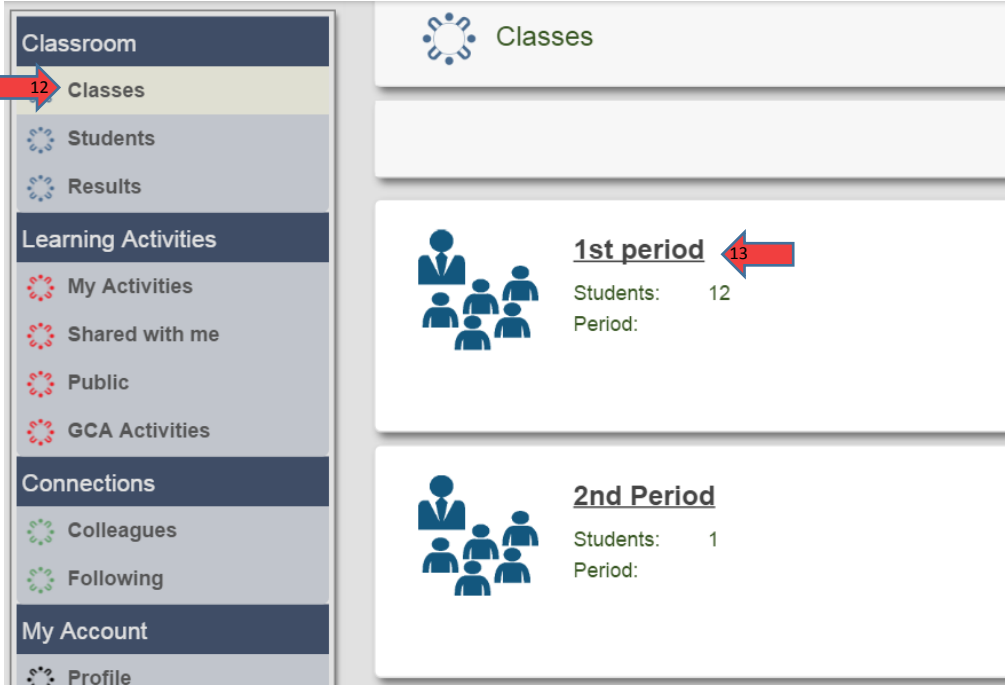 Classroom
12 Classes
Students
Results
Learning Activities
My Activities
Shared with me
Public
GCA Activities
Connections
Colleagues
Following
My Account
Profile
Classes
1st period 13
Students: 12
Period:
2nd Period
Students: 1
Period: